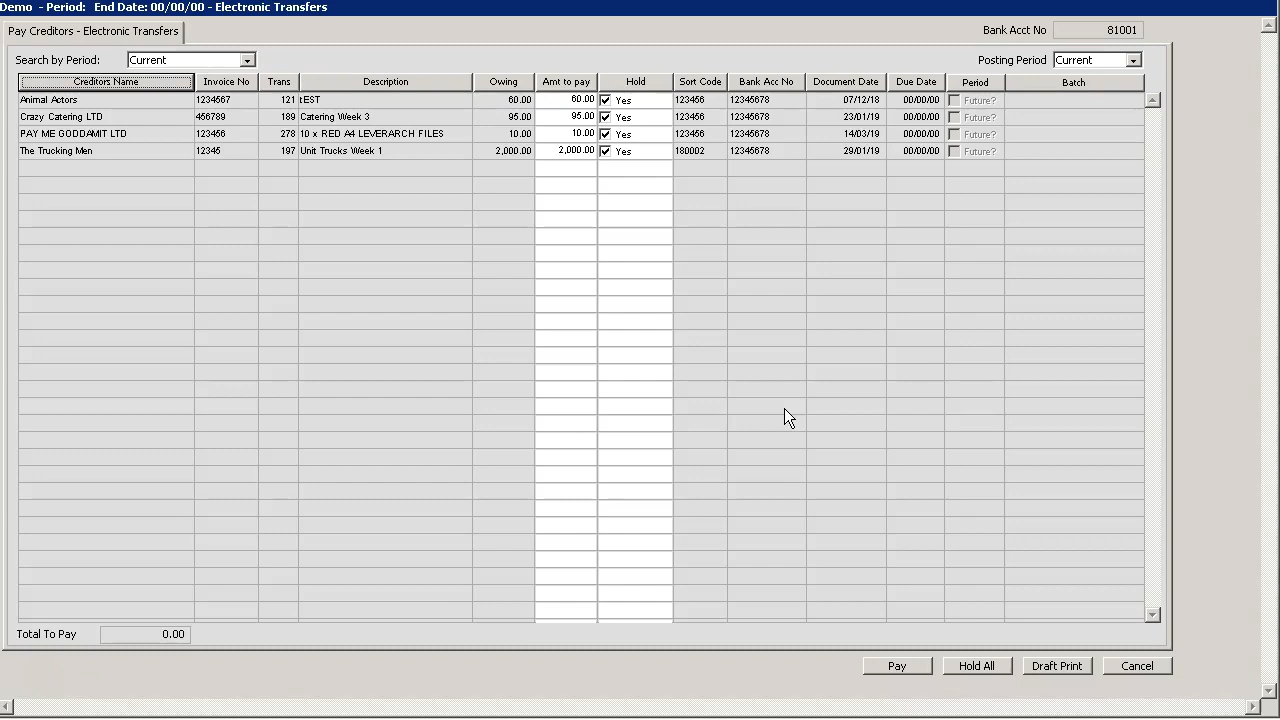 Demo - Period: End Date: 00/00/00 - Electronic Transfers
Pay Creditors - Electronic Transfers Bank Acct No 81001
Search by Period: Current Posting Period Current
Creditors Name Invoice No Trans Description Owing Amt to pay Hold Sort Code Bank Acc No Document Date Due Date Period Batch
Animal Actors 1234567 121 tEST 60.00 60.00 Yes 123456 12345678 07/12/18 00/00/00 Future?
Crazy Catering LTD 456789 189 Catering Week 3 95.00 95.00 Yes 123456 12345678 23/01/19 00/00/00 Future?
PAY ME GODDAMIT LTD 123456 278 10 x RED A4 LEVERARCH FILES 10.00 10.00 Yes 123456 12345678 14/03/19 00/00/00 Future?
The Trucking Men 12345 197 Unit Trucks Week 1 2,000.00 2,000.00 Yes 180002 12345678 29/01/19 00/00/00 Future?
Total To Pay 0.00
Pay Hold All Draft Print Cancel